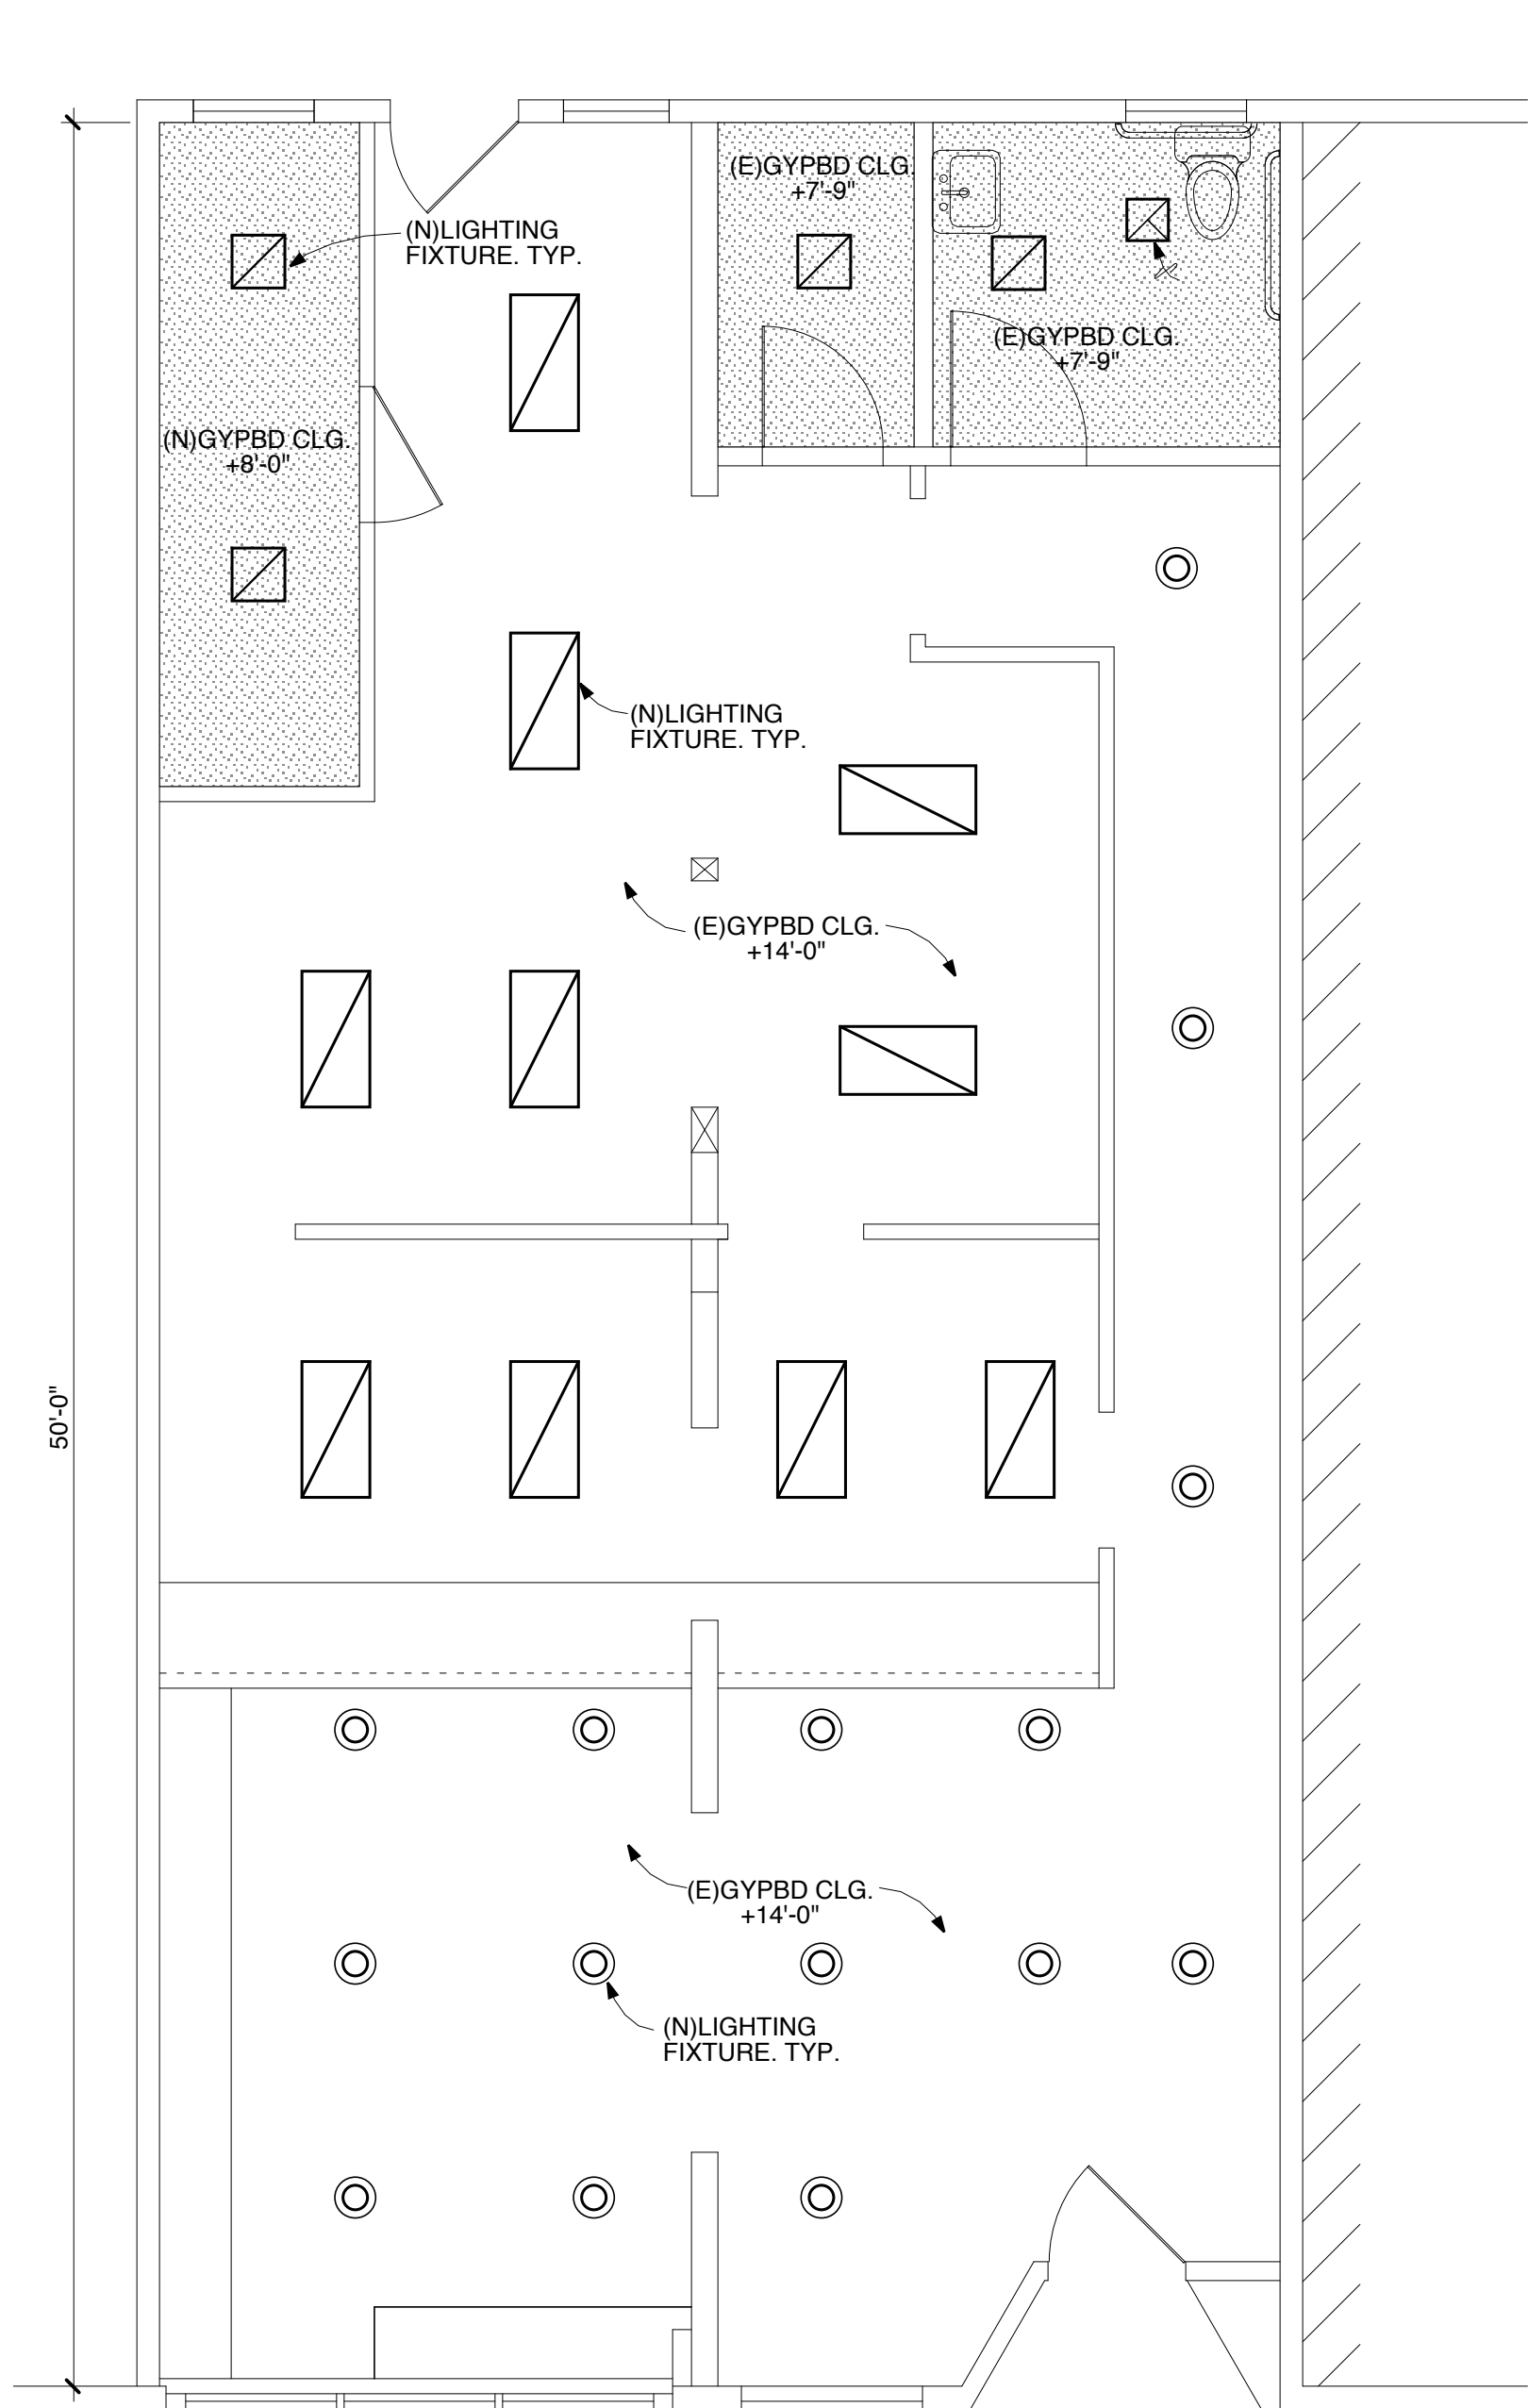 (E)GYPBD CLG.
+7'-9"
(N)LIGHTING
FIXTURE. TYP.
(E)GYPBD CLG.
+7'-9"
(N)GYPBD CLG.
+8'-0"
(N)LIGHTING
FIXTURE. TYP.
(E)GYPBD CLG.
+14'-0"
50'-0"
(E)GYPBD CLG.
+14'-0"
(N)LIGHTING
FIXTURE. TYP.